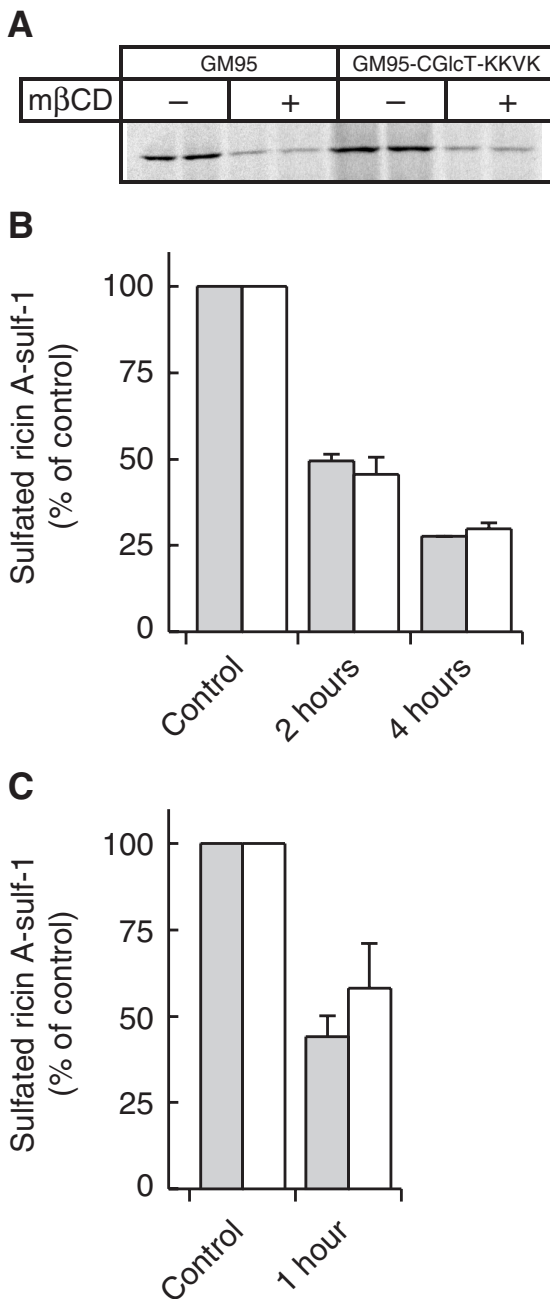 A
GM95 GM95-CGlcT-KKVK
mβCD − + − +
B
Sulfated ricin A-sulf-1
(% of control)
100
75
50
25
0
Control 2 hours 4 hours
C
Sulfated ricin A-sulf-1
(% of control)
100
75
50
25
0
Control 1 hour